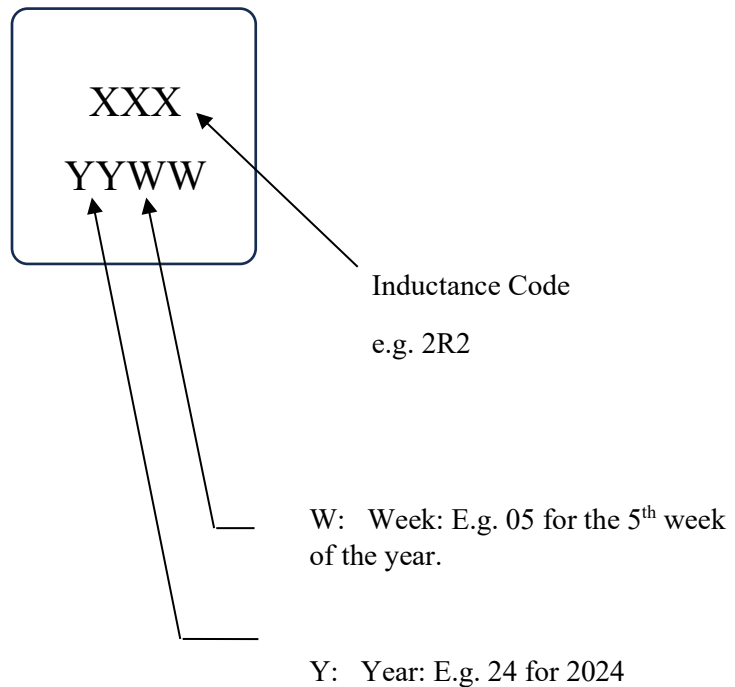 XXX
YYWW
Inductance Code
e.g. 2R2
W: Week: E.g. 05 for the 5th week
of the year.
Y: Year: E.g. 24 for 2024